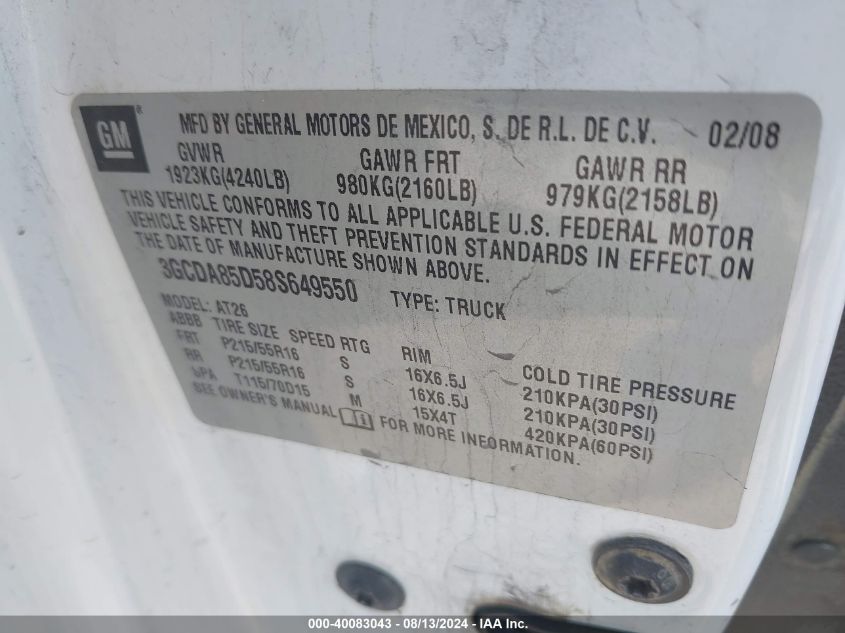 GM ®
MFD BY GENERAL MOTORS DE MEXICO, S. DE R.L. DE C.V. 02/08
GVWR GAWR FRT GAWR RR
1923KG(4240LB) 980KG(2160LB) 979KG(2158LB)
THIS VEHICLE CONFORMS TO ALL APPLICABLE U.S. FEDERAL MOTOR
VEHICLE SAFETY AND THEFT PREVENTION STANDARDS IN EFFECT ON
THE DATE OF MANUFACTURE SHOWN ABOVE.
3GCDA85D58S649550 TYPE: TRUCK
MODEL: AT26
ABBB TIRE SIZE SPEED RTG RIM COLD TIRE PRESSURE
FRT P215/55R16 S 16X6.5J 210KPA(30PSI)
RR P215/55R16 S 16X6.5J 210KPA(30PSI)
SPA T115/70D15 M 15X4T 420KPA(60PSI)
SEE OWNER'S MANUAL FOR MORE INFORMATION.
000-40083043 - 08/13/2024 - IAA Inc.